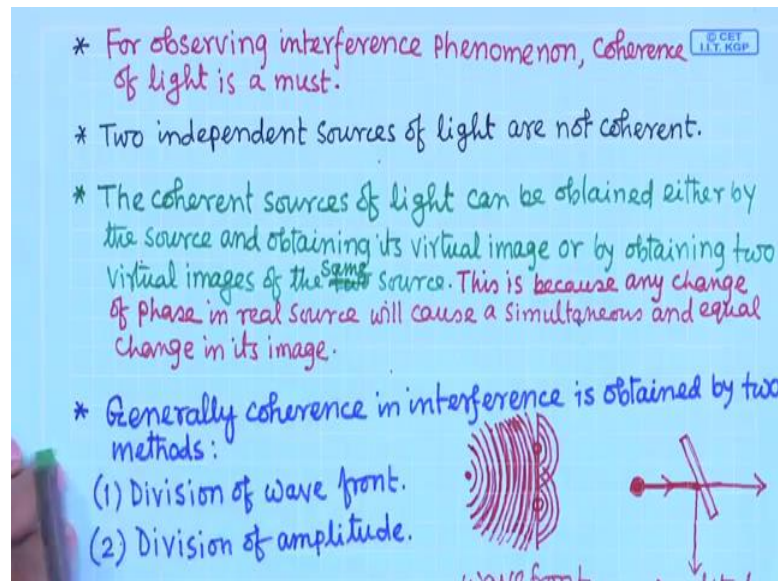 * For observing interference phenomenon, coherence
© CET
I.I.T. KGP
of light is a must.
* Two independent sources of light are not coherent.
* The coherent sources of light can be obtained either by
the source and obtaining its virtual image or by obtaining two
virtual images of the same source. This is because any change
of phase in real source will cause a simultaneous and equal
change in its image.
* Generally coherence in interference is obtained by two
methods:
(1) Division of wave front.
(2) Division of amplitude.
wavefront